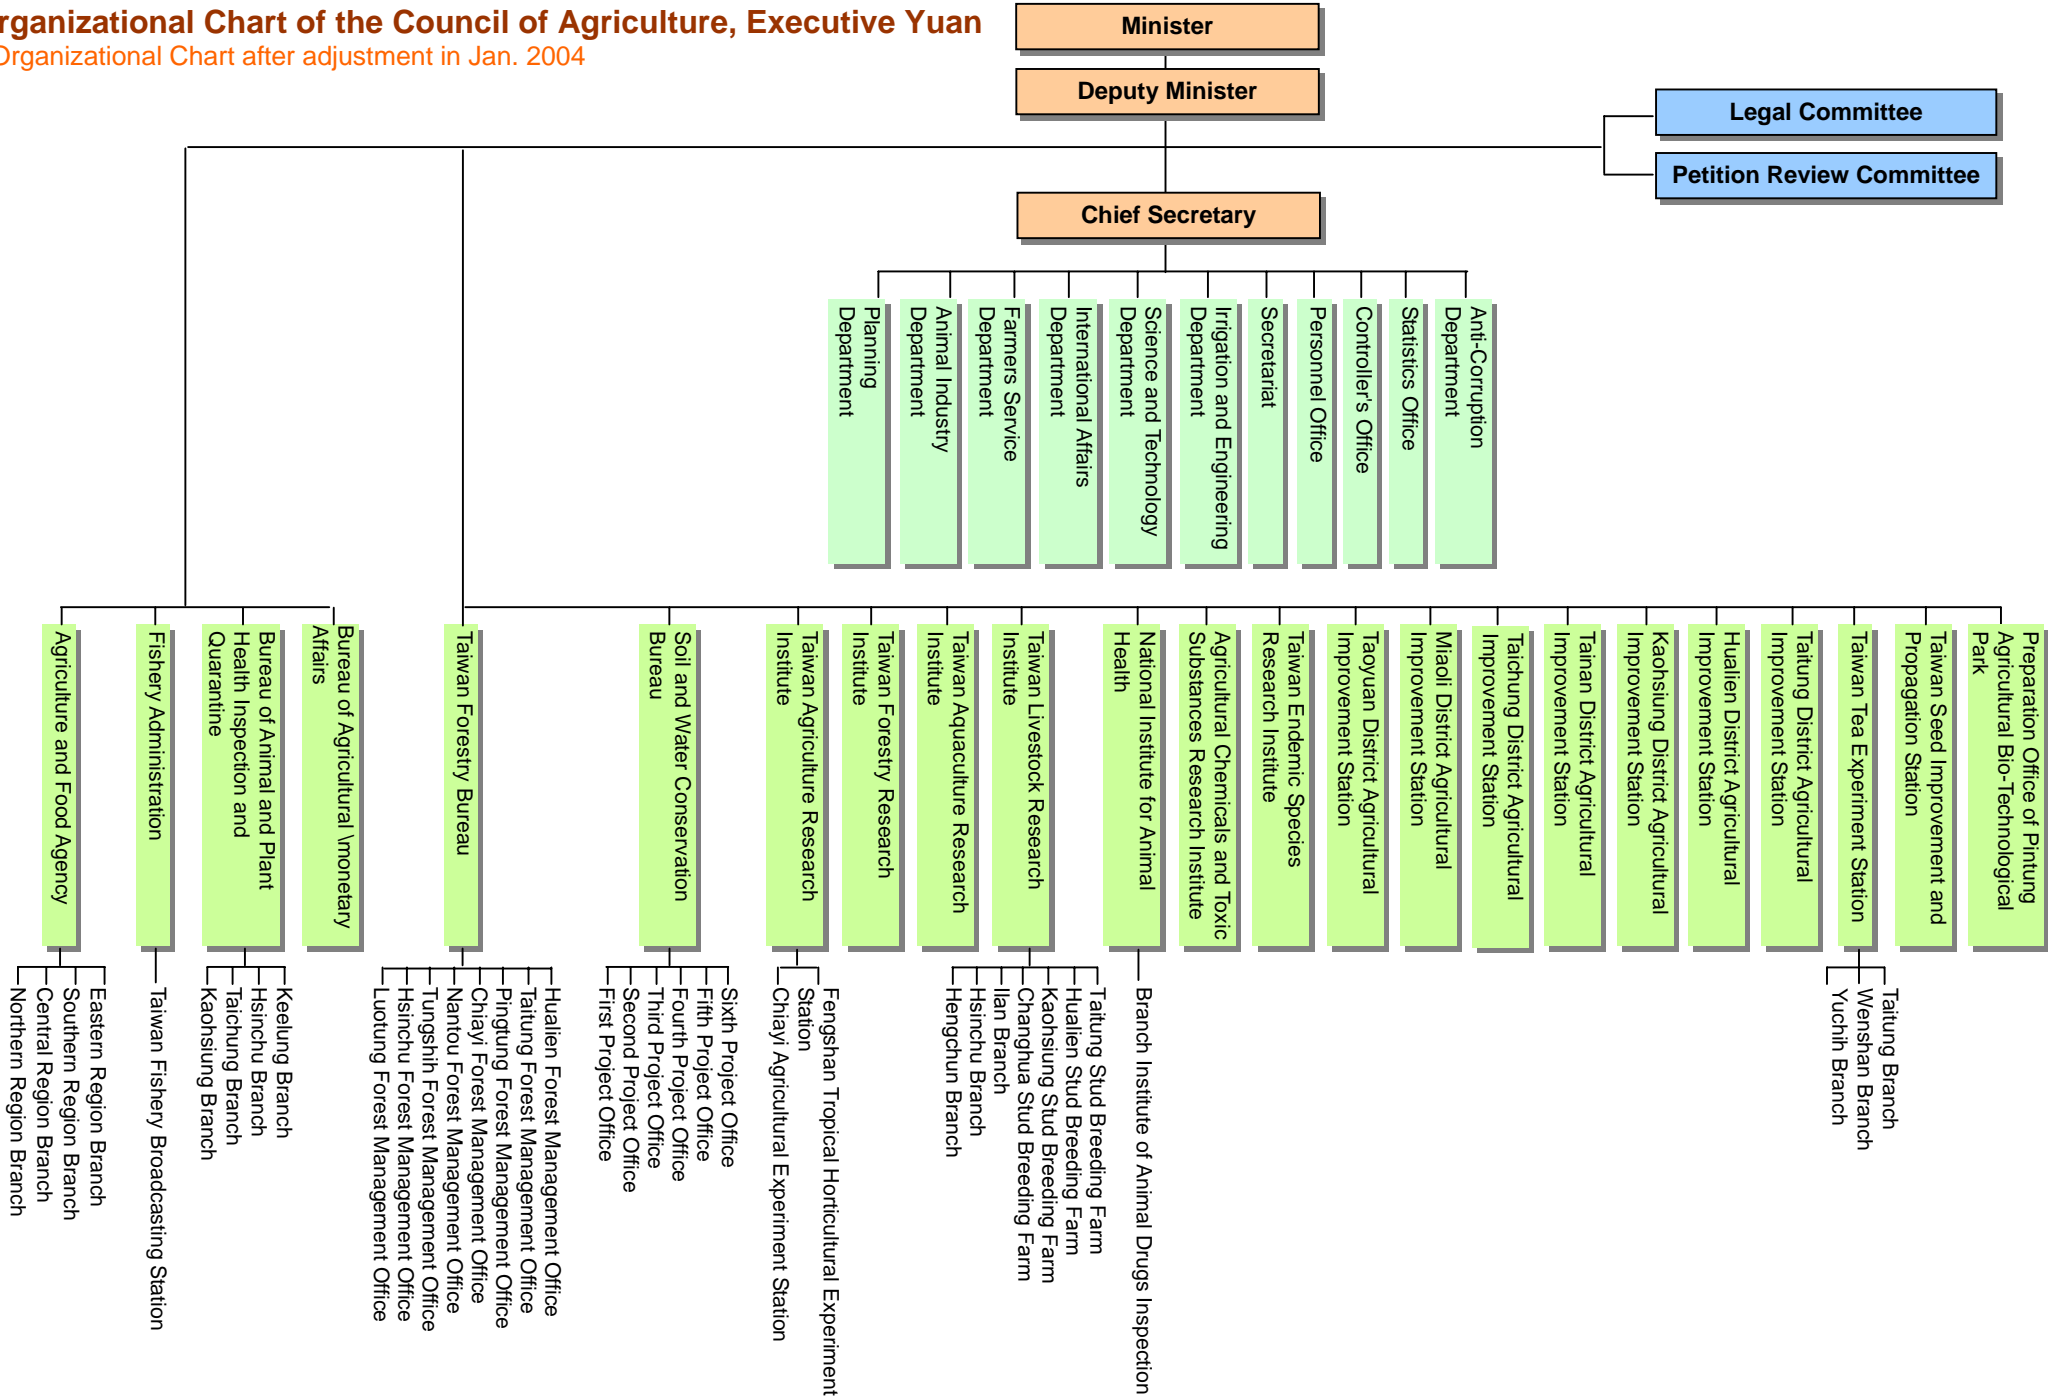 rganizational Chart of the Council of Agriculture, Executive Yuan
Organizational Chart after adjustment in Jan. 2004
Minister
Deputy Minister
Legal Committee
Petition Review Committee
Chief Secretary
Planning
Department
Animal Industry
Department
Farmers Service
Department
International Affairs
Department
Science and Technology
Department
Irrigation and Engineering
Department
Secretariat
Personnel Office
Controller's Office
Statistics Office
Anti-Corruption
Department
Agriculture and Food Agency
Fishery Administration
Bureau of Animal and Plant
Health Inspection and
Quarantine
Bureau of Agricultural \monetary
Affairs
Taiwan Forestry Bureau
Soil and Water Conservation
Bureau
Taiwan Agriculture Research
Institute
Taiwan Forestry Research
Institute
Taiwan Aquaculture Research
Institute
Taiwan Livestock Research
Institute
National Institute for Animal
Health
Agricultural Chemicals and Toxic
Substances Research Institute
Taiwan Endemic Species
Research Institute
Taoyuan District Agricultural
Improvement Station
Miaoli District Agricultural
Improvement Station
Taichung District Agricultural
Improvement Station
Tainan District Agricultural
Improvement Station
Kaohsiung District Agricultural
Improvement Station
Hualien District Agricultural
Improvement Station
Taitung District Agricultural
Improvement Station
Taiwan Tea Experiment Station
Taiwan Seed Improvement and
Propagation Station
Preparation Office of Pintung
Agricultural Bio-Technological
Park
Eastern Region Branch
Southern Region Branch
Central Region Branch
Northern Region Branch
Taiwan Fishery Broadcasting Station
Keelung Branch
Hsinchu Branch
Taichung Branch
Kaohsiung Branch
Hualien Forest Management Office
Taitung Forest Management Office
Pingtung Forest Management Office
Chiayi Forest Management Office
Nantou Forest Management Office
Tungshih Forest Management Office
Hsinchu Forest Management Office
Luotung Forest Management Office
Sixth Project Office
Fifth Project Office
Fourth Project Office
Third Project Office
Second Project Office
First Project Office
Fengshan Tropical Horticultural Experiment
Station
Chiayi Agricultural Experiment Station
Taitung Stud Breeding Farm
Hualien Stud Breeding Farm
Kaohsiung Stud Breeding Farm
Changhua Stud Breeding Farm
Ilan Branch
Hsinchu Branch
Hengchun Branch
Branch Institute of Animal Drugs Inspection
Taitung Branch
Wenshan Branch
Yuchih Branch